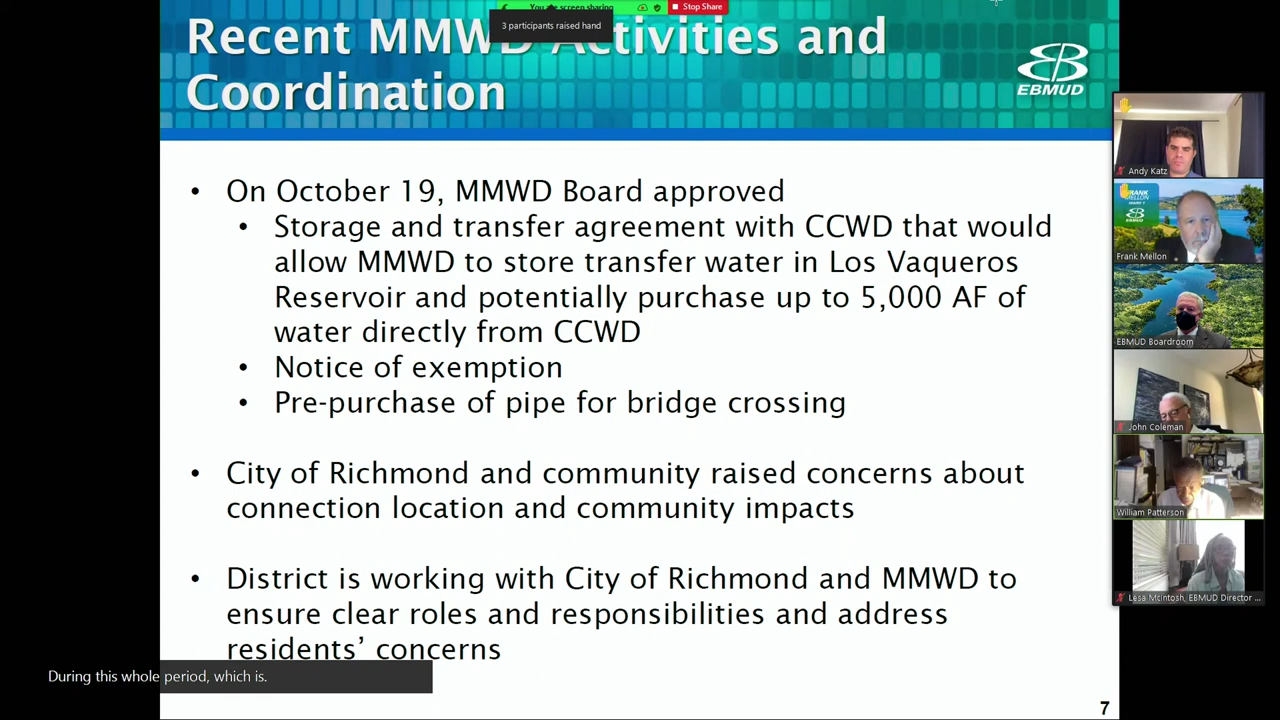 You are screen sharing
Stop Share
3 participants raised hand
Recent MMWD Activities and
Coordination
EBMUD
• On October 19, MMWD Board approved
• Storage and transfer agreement with CCWD that would
allow MMWD to store transfer water in Los Vaqueros
Reservoir and potentially purchase up to 5,000 AF of
water directly from CCWD
• Notice of exemption
• Pre-purchase of pipe for bridge crossing
• City of Richmond and community raised concerns about
connection location and community impacts
• District is working with City of Richmond and MMWD to
ensure clear roles and responsibilities and address
residents’ concerns
During this whole period, which is.
7
Andy Katz
FRANK
MELLON
EBMUD
Frank Mellon
EBMUD Boardroom
John Coleman
William Patterson
Lesa McIntosh, EBMUD Director ...